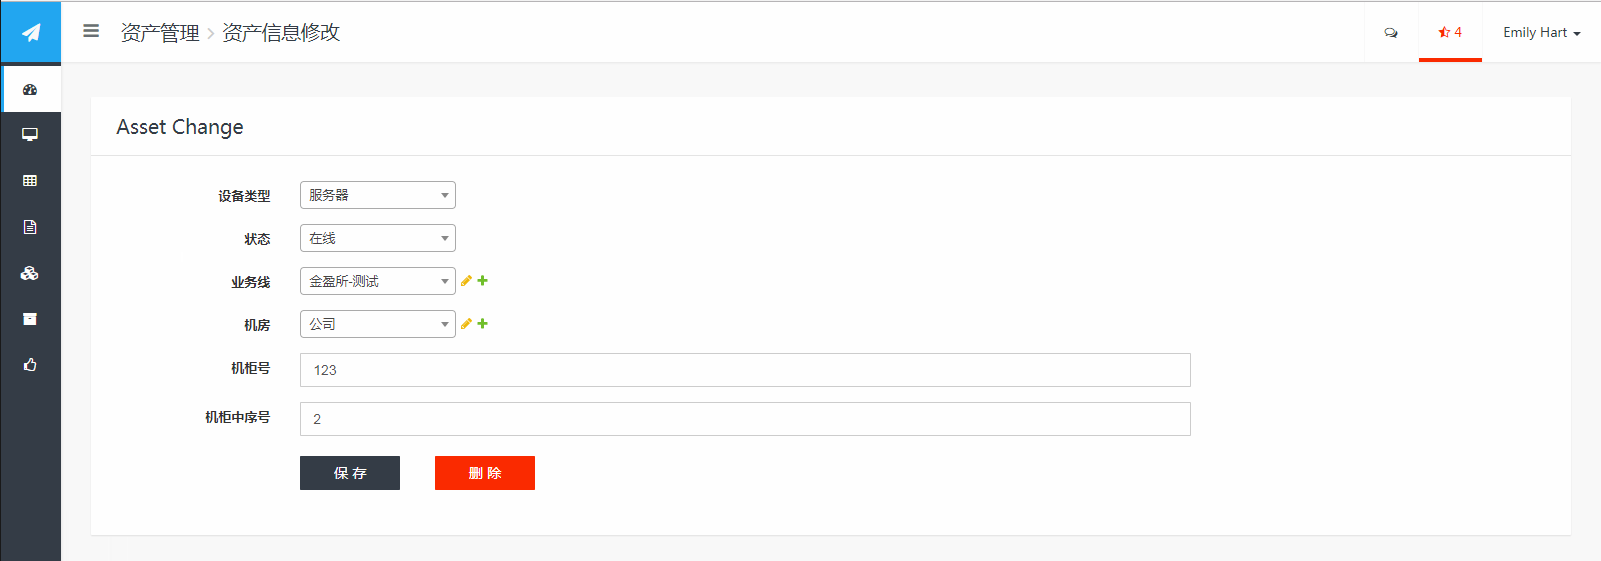 资产管理 > 资产信息修改
4
Emily Hart
Asset Change
设备类型 服务器
状态 在线
业务线 金盈所-测试
机房 公司
机柜号 123
机柜中序号 2
保 存 删 除